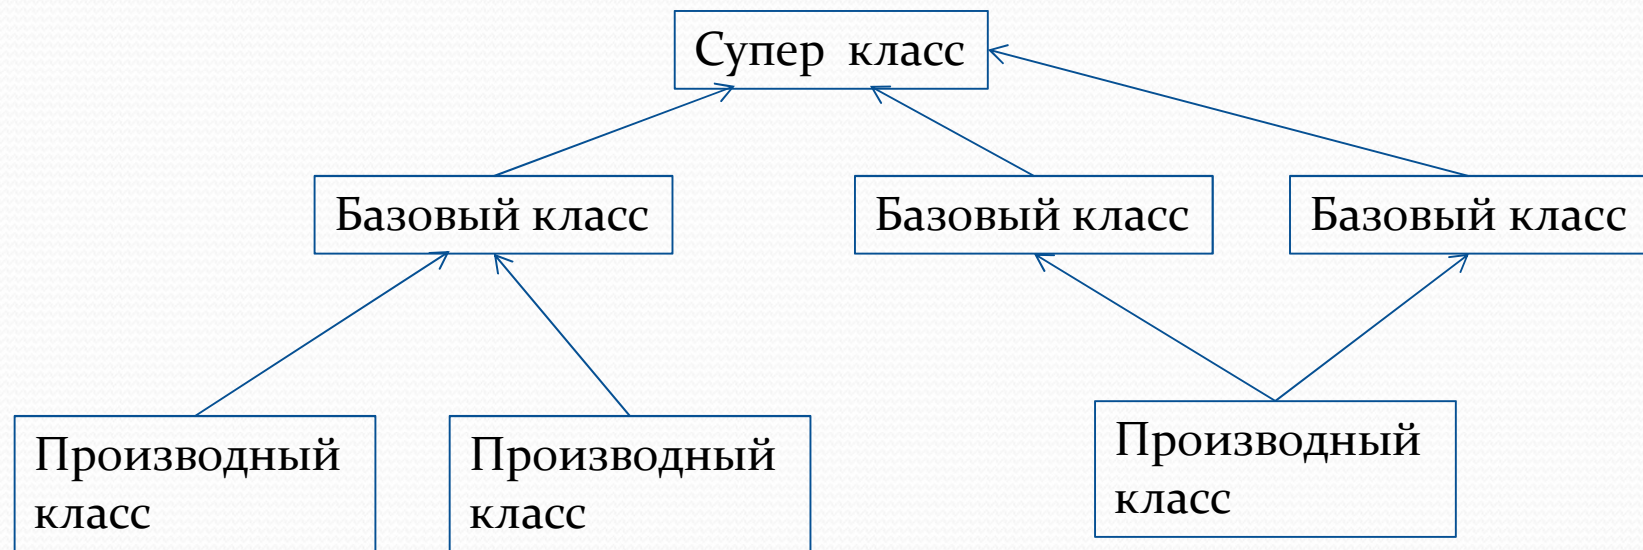 Супер класс
Базовый класс
Базовый класс
Базовый класс
Производный
класс
Производный
класс
Производный
класс